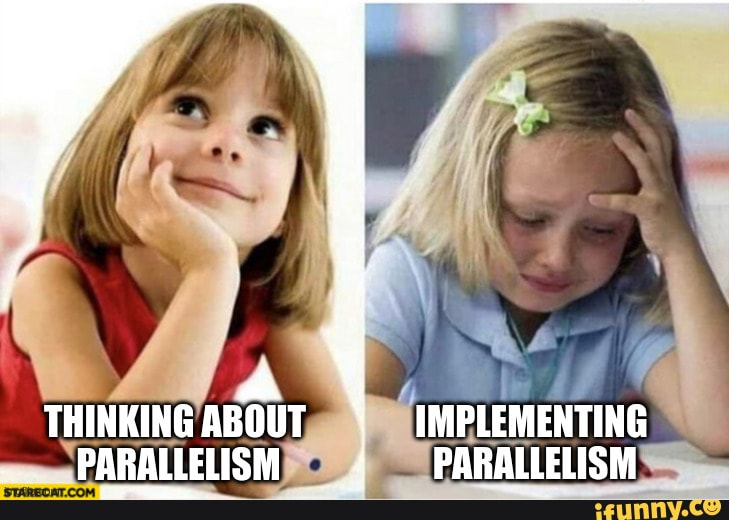 THINKING ABOUT
PARALLELISM
IMPLEMENTING
PARALLELISM
STARECAT.COM
ifunny.co